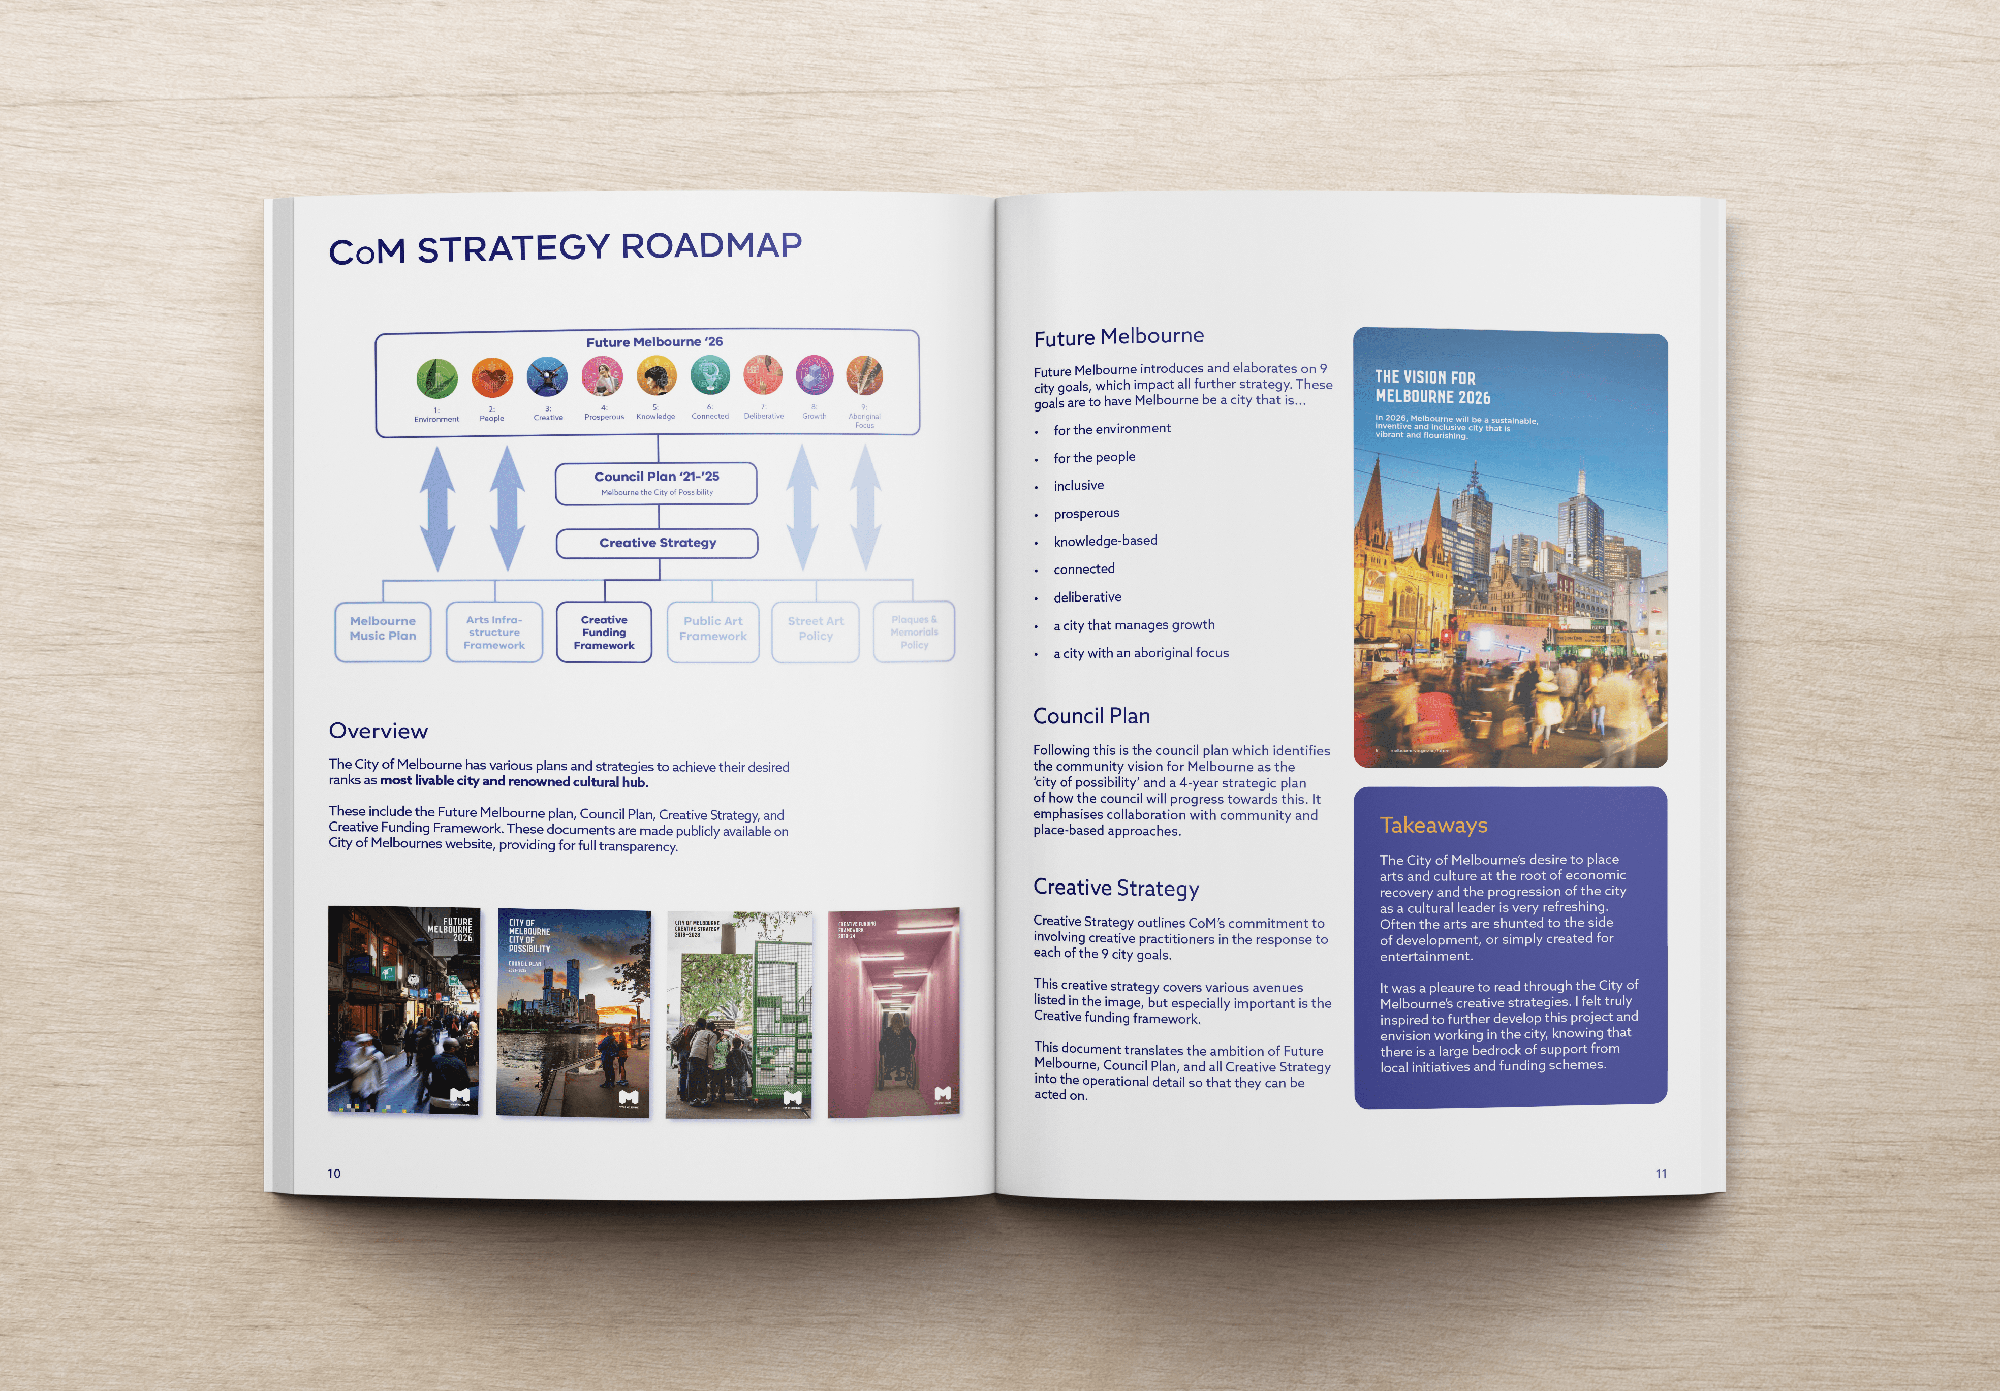 CoM STRATEGY ROADMAP
Future Melbourne '26
1:
Environment
2:
People
3:
Creative
4:
Prosperous
5:
Knowledge
6:
Connected
7:
Deliberative
8:
Growth
9:
Aboriginal
Focus
Council Plan '21-'25
Melbourne the City of Possibility
Creative Strategy
Melbourne
Music Plan
Arts Infra-
structure
Framework
Creative
Funding
Framework
Public Art
Framework
Street Art
Policy
Plaques &
Memorials
Policy
Overview
The City of Melbourne has various plans and strategies to achieve their desired
ranks as most livable city and renowned cultural hub.
These include the Future Melbourne plan, Council Plan, Creative Strategy, and
Creative Funding Framework. These documents are made publicly available on
City of Melbournes website, providing for full transparency.
FUTURE
MELBOURNE
2026
CITY OF
MELBOURNE
CITY OF
POSSIBILITY
COUNCIL PLAN
CITY OF MELBOURNE
CREATIVE STRATEGY
2018–2028
CREATIVE FUNDING
FRAMEWORK
10
Future Melbourne
Future Melbourne introduces and elaborates on 9
city goals, which impact all further strategy. These
goals are to have Melbourne be a city that is...
• for the environment
• for the people
• inclusive
• prosperous
• knowledge-based
• connected
• deliberative
• a city that manages growth
• a city with an aboriginal focus
Council Plan
Following this is the council plan which identifies
the community vision for Melbourne as the
'city of possibility' and a 4-year strategic plan
of how the council will progress towards this. It
emphasises collaboration with community and
place-based approaches.
Creative Strategy
Creative Strategy outlines CoM's commitment to
involving creative practitioners in the response to
each of the 9 city goals.
This creative strategy covers various avenues
listed in the image, but especially important is the
Creative funding framework.
This document translates the ambition of Future
Melbourne, Council Plan, and all Creative Strategy
into the operational detail so that they can be
acted on.
THE VISION FOR
MELBOURNE 2026
In 2026, Melbourne will be a sustainable,
inventive and inclusive city that is
vibrant and flourishing.
Takeaways
The City of Melbourne's desire to place
arts and culture at the root of economic
recovery and the progression of the city
as a cultural leader is very refreshing.
Often the arts are shunted to the side
of development, or simply created for
entertainment.
It was a pleaure to read through the City of
Melbourne's creative strategies. I felt truly
inspired to further develop this project and
envision working in the city, knowing that
there is a large bedrock of support from
local initiatives and funding schemes.
11